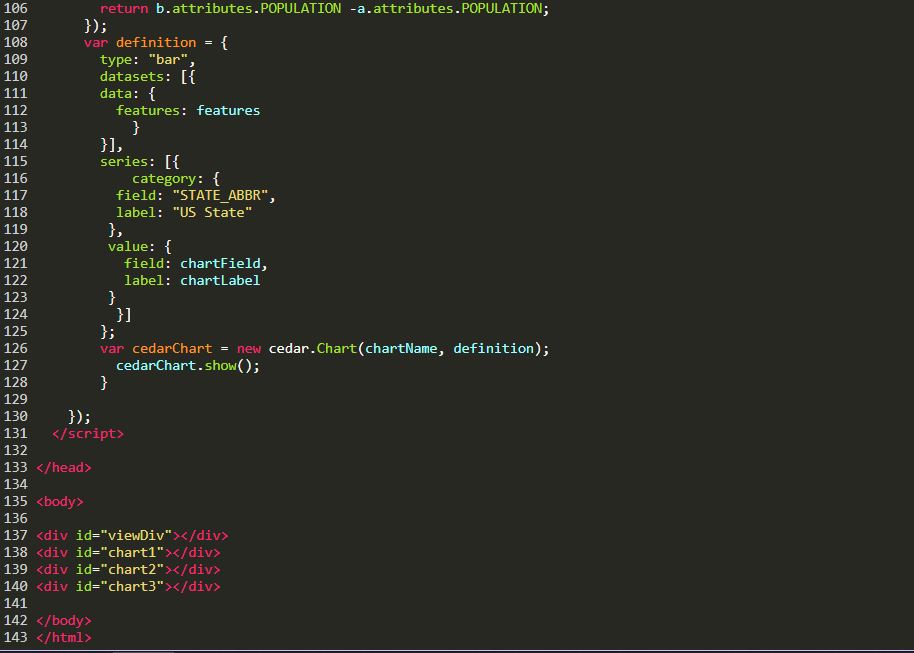 106         return b.attributes.POPULATION -a.attributes.POPULATION;
107       });
108       var definition = {
109         type: "bar",
110         datasets: [{
111         data: {
112           features: features
113             }
114         }],
115         series: [{
116             category: {
117           field: "STATE_ABBR",
118           label: "US State"
119          },
120          value: {
121            field: chartField,
122            label: chartLabel
123          }
124           }]
125         };
126         var cedarChart = new cedar.Chart(chartName, definition);
127           cedarChart.show();
128         }
129
130     });
131   </script>
132
133 </head>
134
135 <body>
136
137 <div id="viewDiv"></div>
138 <div id="chart1"></div>
139 <div id="chart2"></div>
140 <div id="chart3"></div>
141
142 </body>
143 </html>